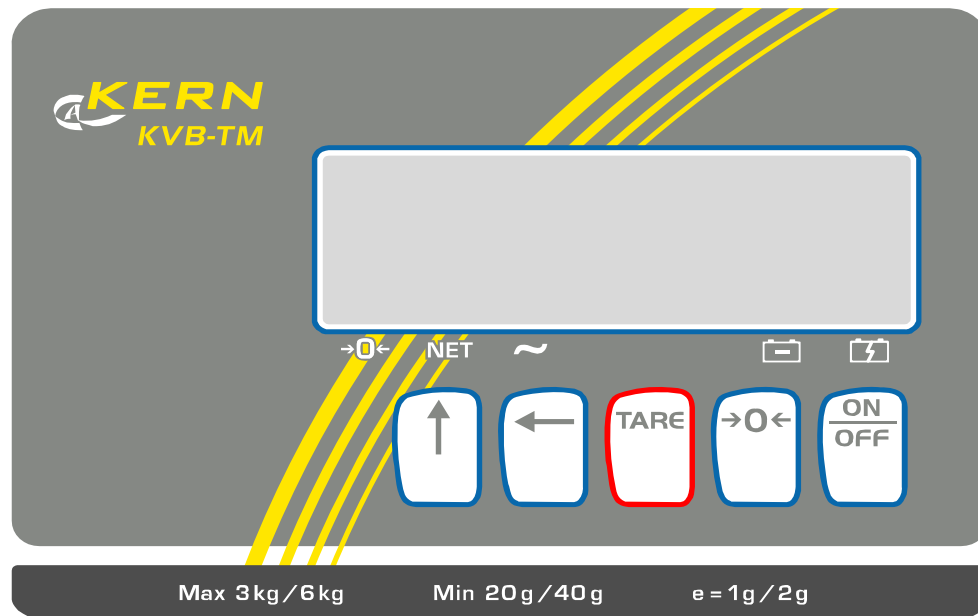 KERN
KVB-TM
→0← NET ~
↑ ← TARE →0← ON
OFF
Max 3kg/6kg Min 20g/40g e=1g/2g